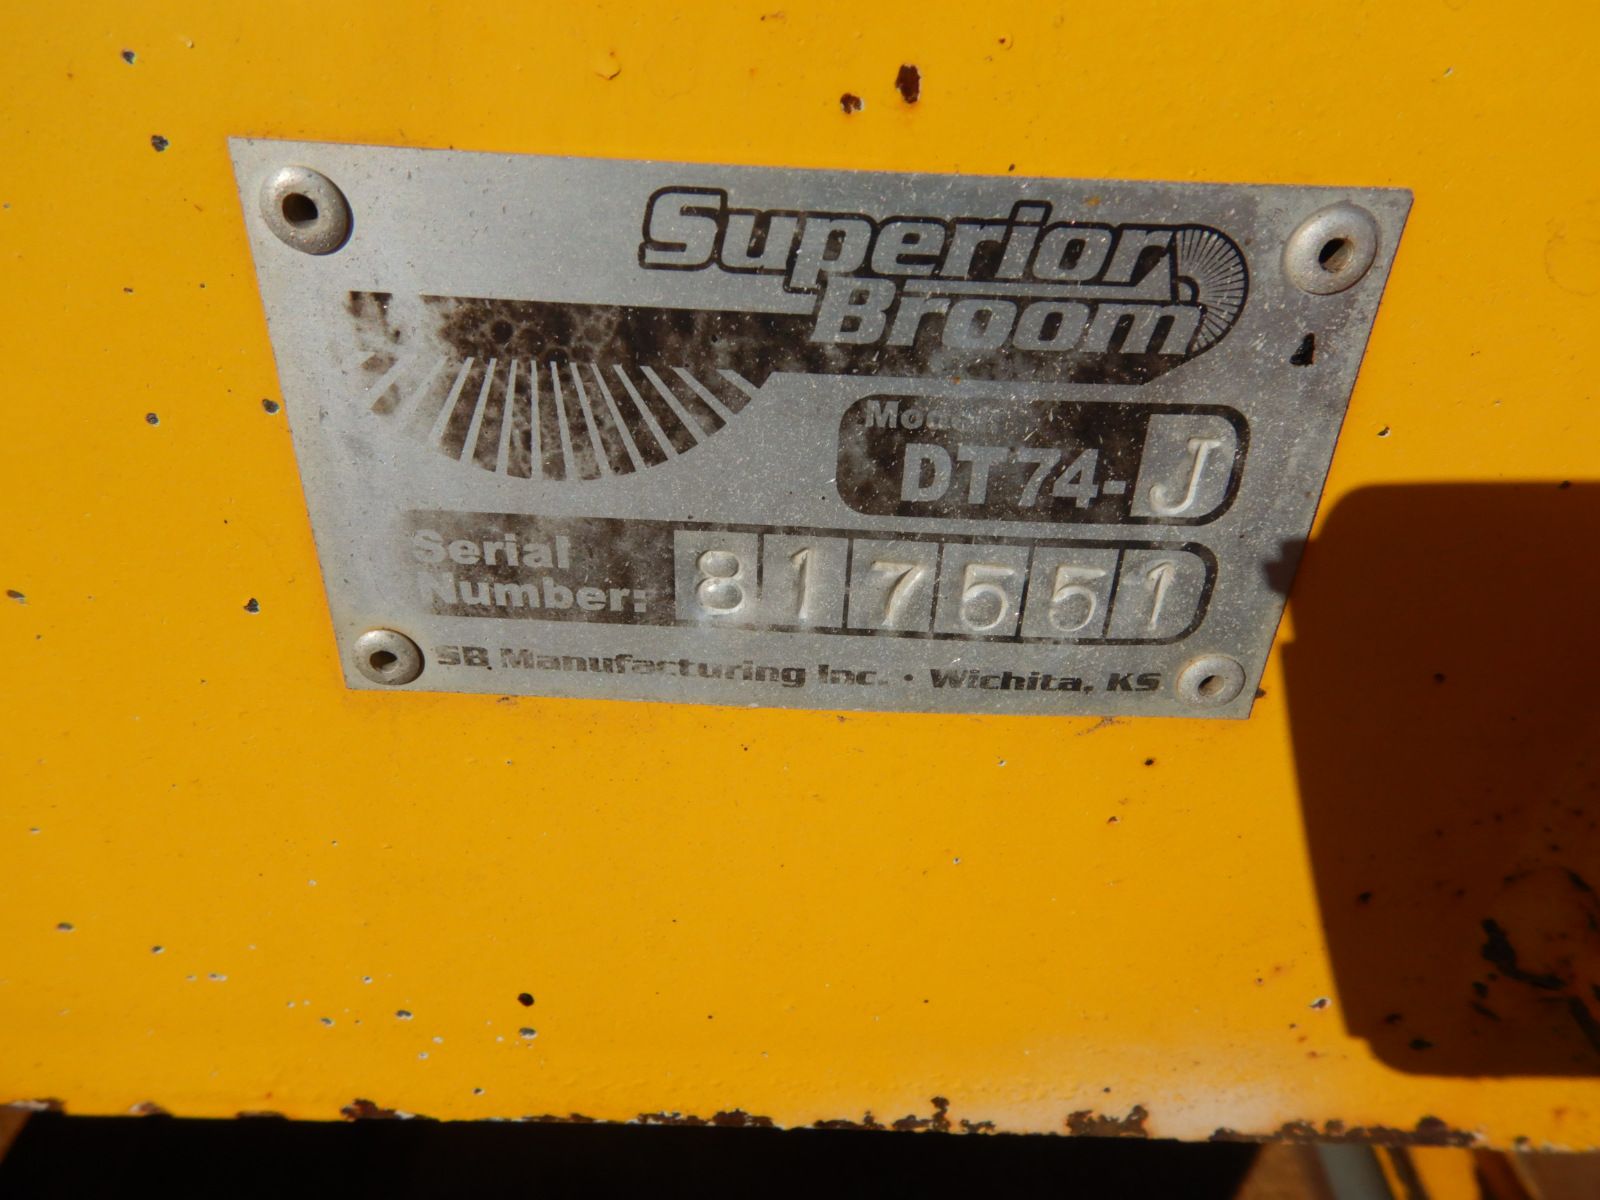 Superior
Broom
Model:
DT74-J
Serial
Number: 817551
SB Manufacturing Inc. • Wichita, KS